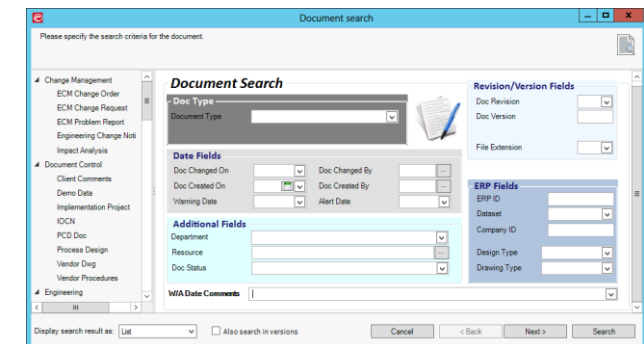 Document search
Please specify the search criteria for the document.
Change Management
ECM Change Order
ECM Change Request
ECM Problem Report
Engineering Change Noti
Impact Analysis
Document Control
Client Comments
Demo Data
Implementation Project
IOCN
PCD Doc
Process Design
Vendor Dwg
Vendor Procedures
Engineering
Document Search
Doc Type
Document Type
Date Fields
Doc Changed On
Doc Changed By
Doc Created On
Doc Created By
Warning Date
Alert Date
Additional Fields
Department
Resource
Doc Status
W/A Date Comments
Revision/Version Fields
Doc Revision
Doc Version
File Extension
ERP Fields
ERP ID
Dataset
Company ID
Design Type
Drawing Type
Display search result as: List
Also search in versions
Cancel
< Back
Next >
Search